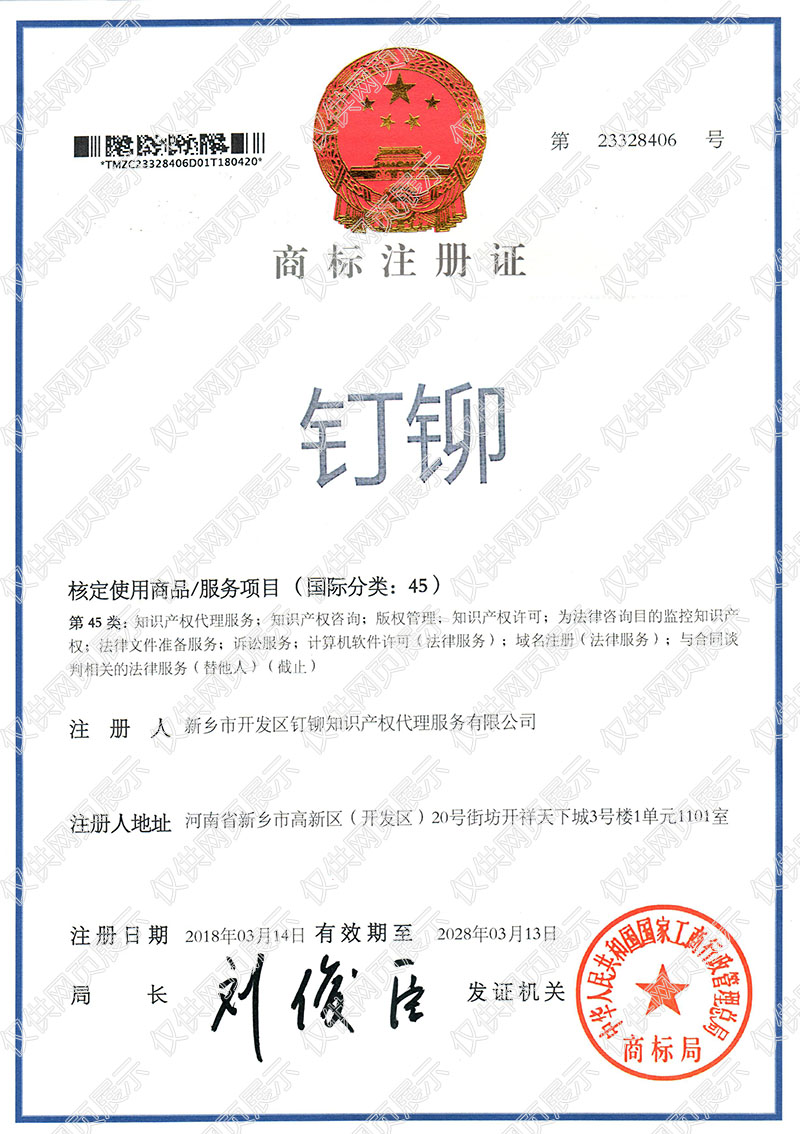 第 23328406 号
*TMZC23328406D01T180420*
商标注册证
钉铆
核定使用商品/服务项目（国际分类：45）
第 45 类：知识产权代理服务；知识产权咨询；版权管理；知识产权许可；为法律咨询目的监控知识产
权；法律文件准备服务；诉讼服务；计算机软件许可（法律服务）；域名注册（法律服务）；与合同谈
判相关的法律服务（替他人）（截止）
注 册 人 新乡市开发区钉铆知识产权代理服务有限公司
注册人地址 河南省新乡市高新区（开发区）20号街坊开祥天下城3号楼1单元1101室
注册日期 2018年03月14日 有效期至 2028年03月13日
局 长 刘俊臣 发证机关
中华人民共和国国家工商行政管理总局
商标局
仅供网页展示